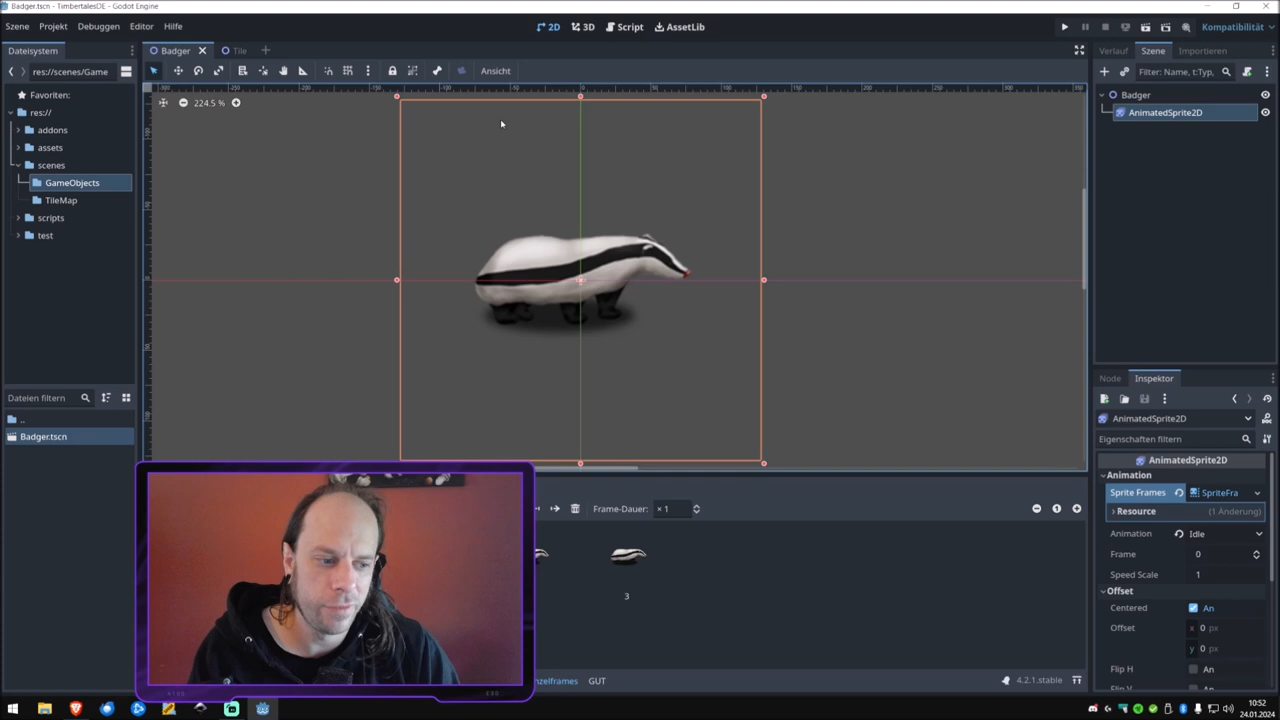 Badger.tscn - TimbertalesDE - Godot Engine
Szene Projekt Debuggen Editor Hilfe
2D 3D Script AssetLib
Kompatibilität
Dateisystem
Badger Tile
Verlauf Szene Importieren
res://scenes/Game
Ansicht
Filter: Name, t:Typ,
Favoriten:
res://
addons
assets
scenes
GameObjects
TileMap
scripts
test
224.5 %
Badger
AnimatedSprite2D
Node Inspektor
Dateien filtern
..
Badger.tscn
AnimatedSprite2D
Eigenschaften filtern
AnimatedSprite2D
Animation
Sprite Frames SpriteFra
Resource (1 Änderung)
Animation Idle
Frame 0
Speed Scale 1
Offset
Centered An
Offset x 0 px
y 0 px
Flip H An
Frame-Dauer: × 1
3
nzelframes GUT
4.2.1.stable
10:52
24.01.2024